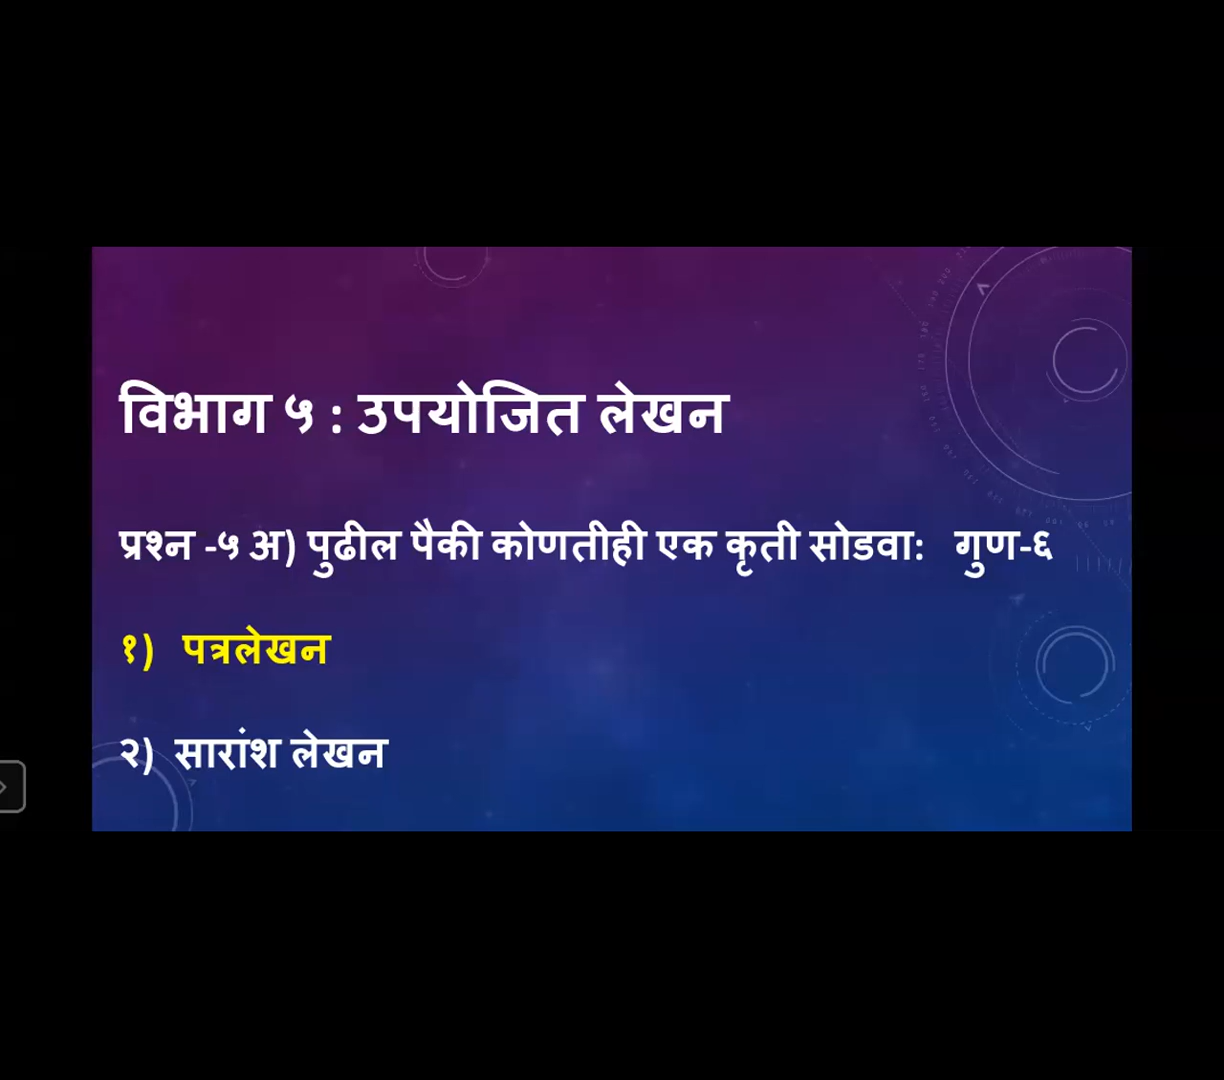 विभाग ५ : उपयोजित लेखन
प्रश्न -५ अ) पुढील पैकी कोणतीही एक कृती सोडवा: गुण-६
१) पत्रलेखन
२) सारांश लेखन